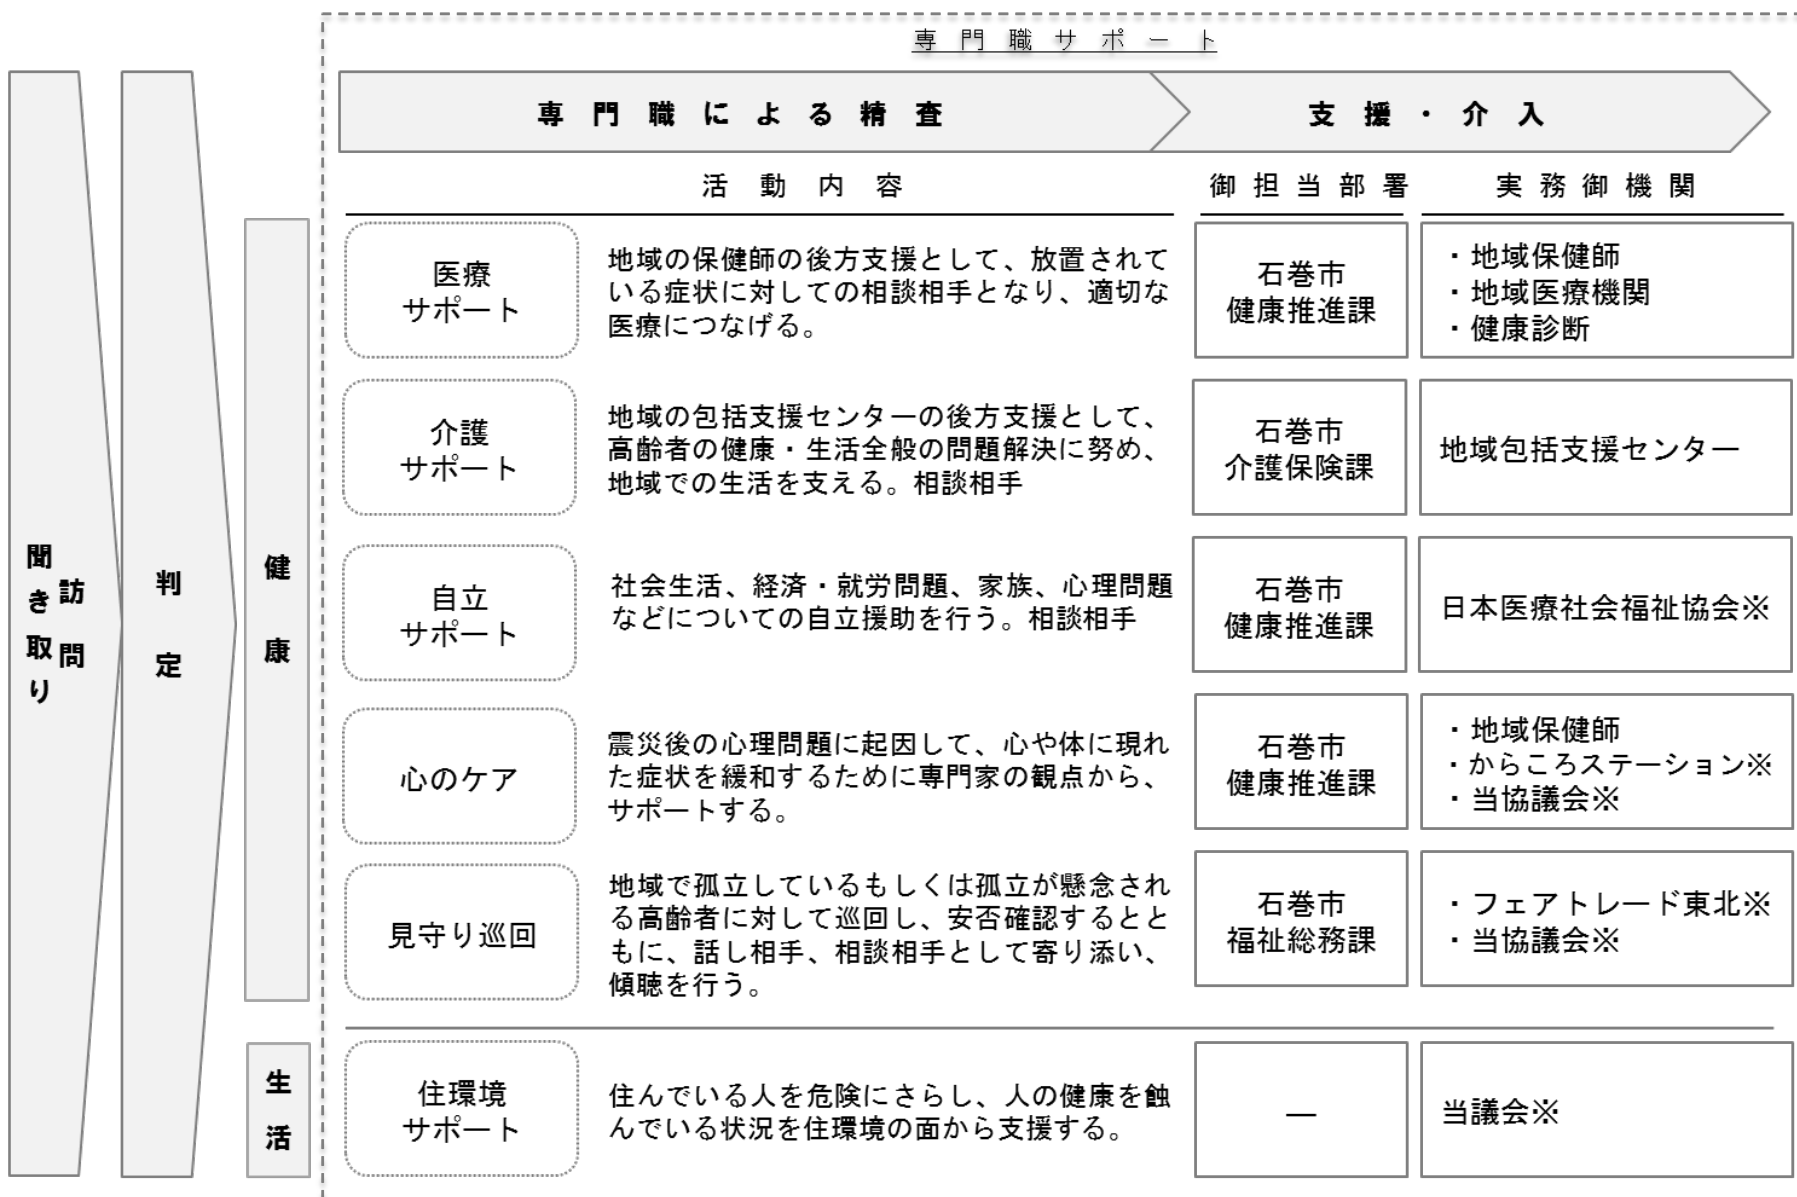 専門職サポート
専門職による精査
支援・介入
活動内容
御担当部署
実務御機関
訪問
聞き取り
判定
健康
医療
サポート
地域の保健師の後方支援として、放置されて
いる症状に対しての相談相手となり、適切な
医療につなげる。
石巻市
健康推進課
・地域保健師
・地域医療機関
・健康診断
介護
サポート
地域の包括支援センターの後方支援として、
高齢者の健康・生活全般の問題解決に努め、
地域での生活を支える。相談相手
石巻市
介護保険課
地域包括支援センター
自立
サポート
社会生活、経済・就労問題、家族、心理問題
などについての自立援助を行う。相談相手
石巻市
健康推進課
日本医療社会福祉協会※
心のケア
震災後の心理問題に起因して、心や体に現れ
た症状を緩和するために専門家の観点から、
サポートする。
石巻市
健康推進課
・地域保健師
・からころステーション※
・当協議会※
見守り巡回
地域で孤立しているもしくは孤立が懸念され
る高齢者に対して巡回し、安否確認するとと
もに、話し相手、相談相手として寄り添い、
傾聴を行う。
石巻市
福祉総務課
・フェアトレード東北※
・当協議会※
生活
住環境
サポート
住んでいる人を危険にさらし、人の健康を蝕
んでいる状況を住環境の面から支援する。
―
当議会※